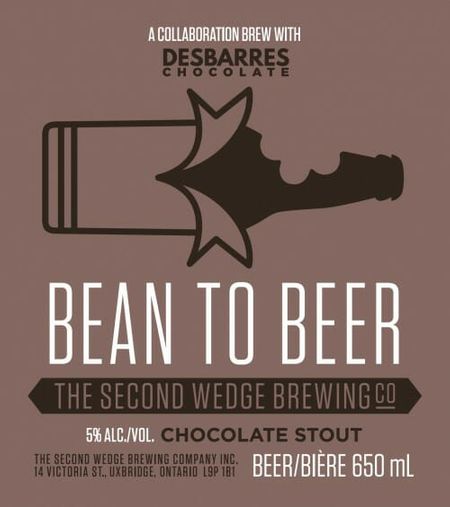 A COLLABORATION BREW WITH
DESBARRES
CHOCOLATE
BEAN TO BEER
THE SECOND WEDGE BREWING CO
5% ALC./VOL. CHOCOLATE STOUT
THE SECOND WEDGE BREWING COMPANY INC.
14 VICTORIA ST., UXBRIDGE, ONTARIO L9P 1B1
BEER/BIÈRE 650 mL